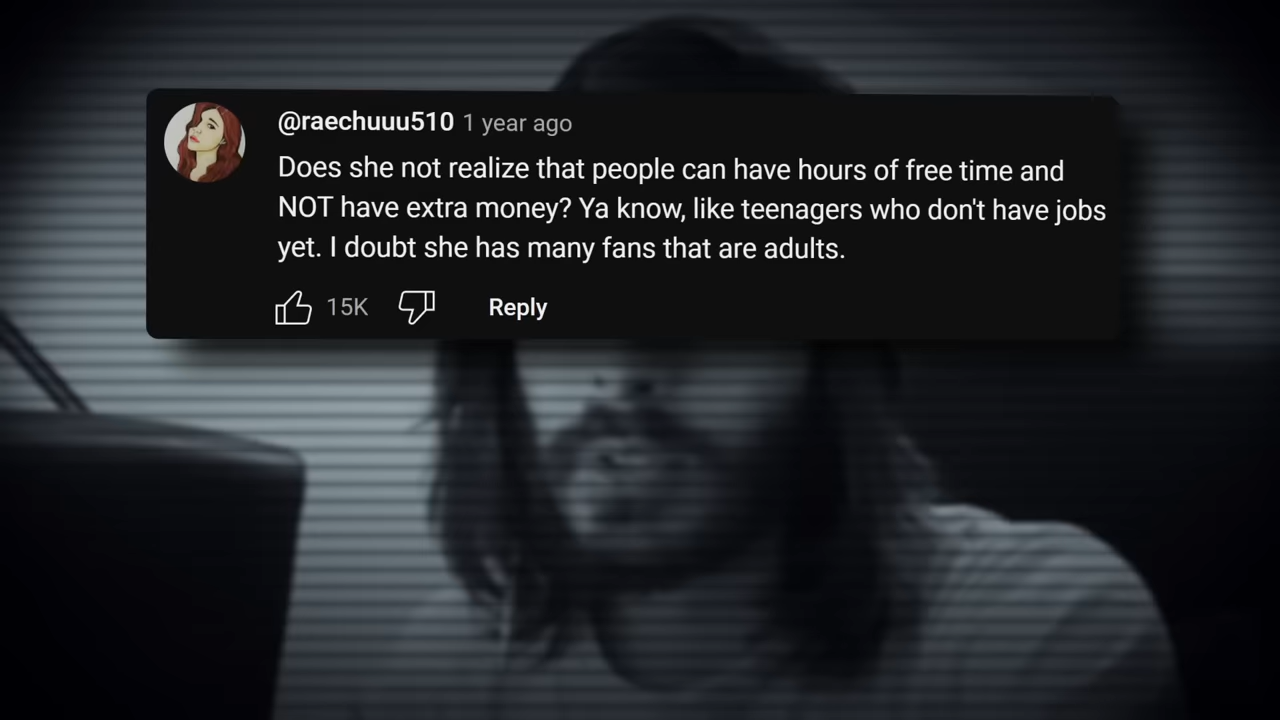 @raechuuu510 1 year ago
Does she not realize that people can have hours of free time and
NOT have extra money? Ya know, like teenagers who don't have jobs
yet. I doubt she has many fans that are adults.
15K Reply